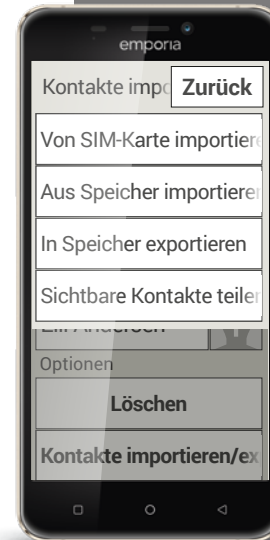 emporia
Kontakte impo
Zurück
Von SIM-Karte importiere
Aus Speicher importieren
In Speicher exportieren
Sichtbare Kontakte teilen
Optionen
Löschen
Kontakte importieren/ex